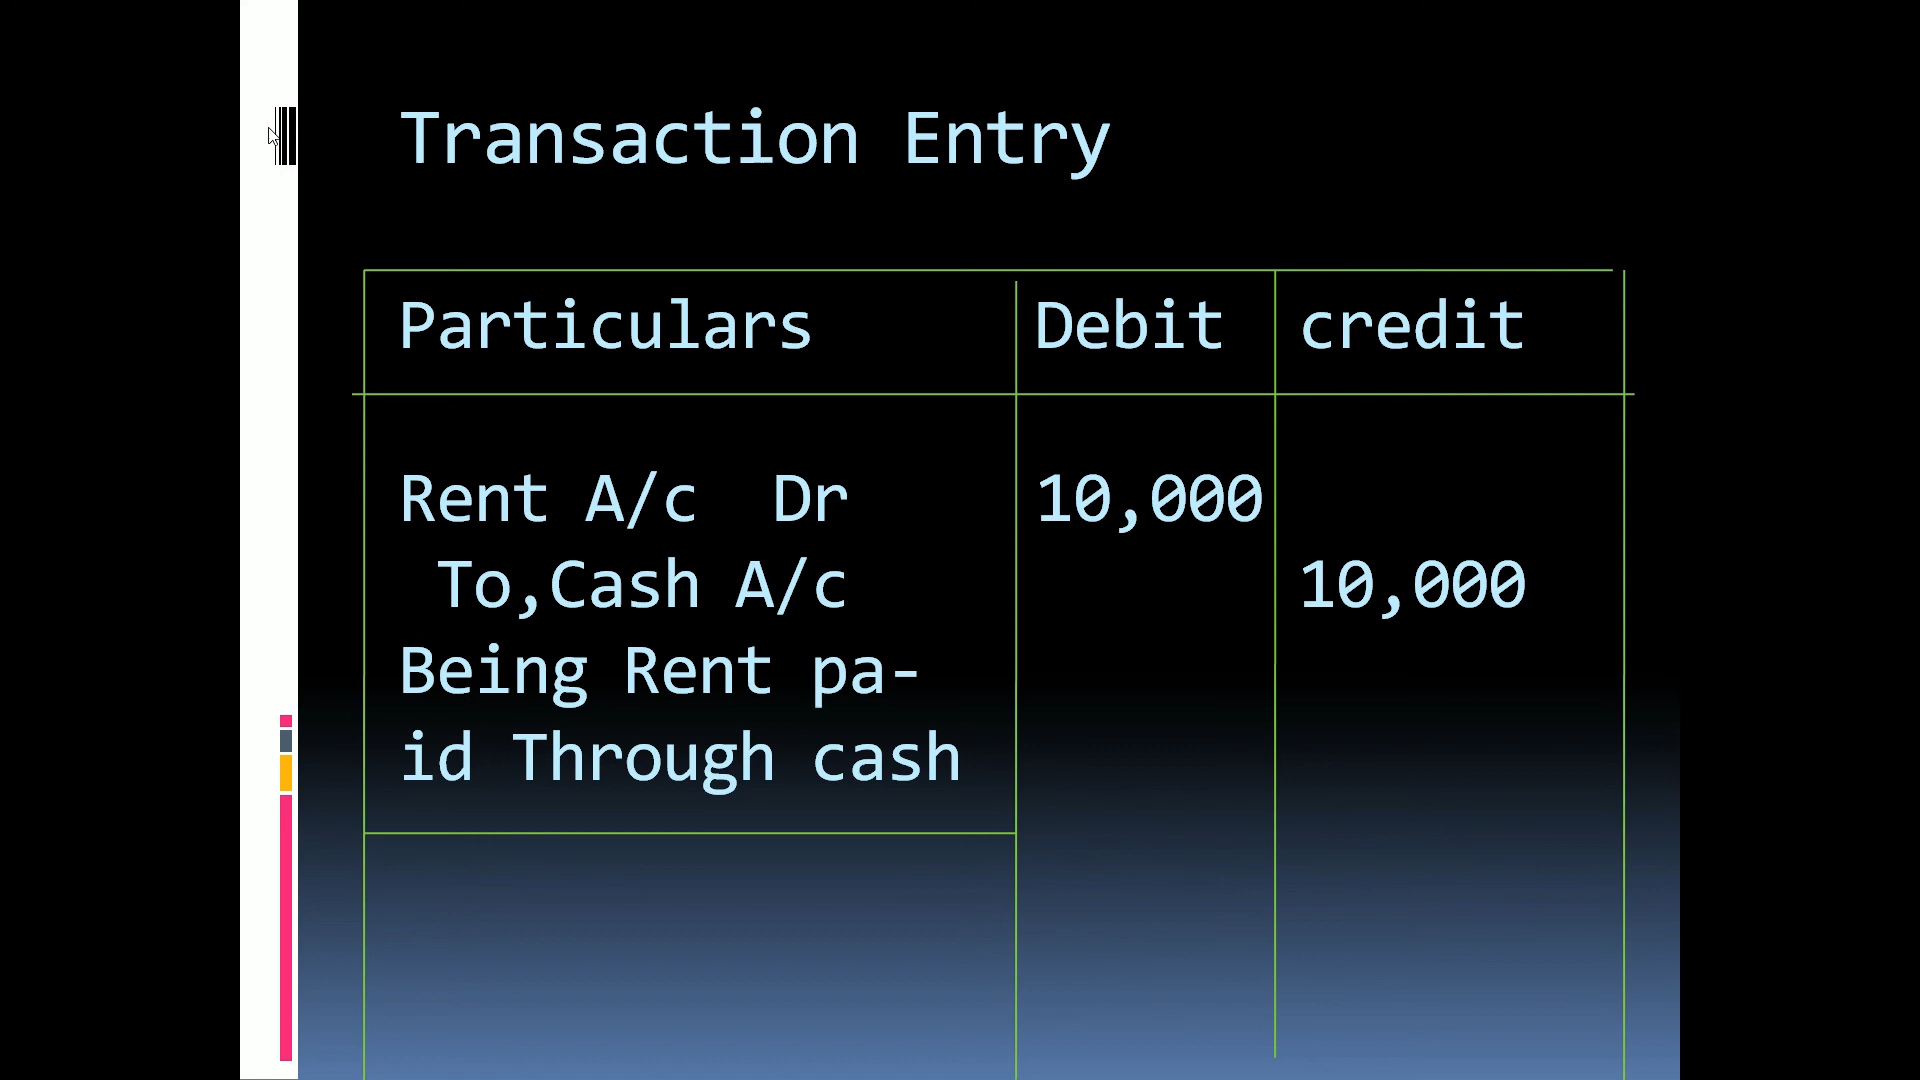 Transaction Entry
Particulars Debit credit
Rent A/c Dr 10,000
To,Cash A/c 10,000
Being Rent pa-
id Through cash